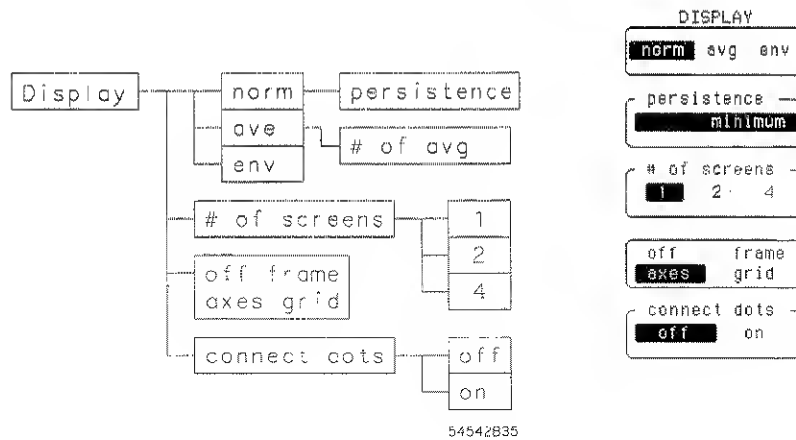 Display
norm
persistence
ave
# of avg
env
# of screens
1
2
4
off frame
axes grid
connect dots
off
on
54542835
DISPLAY
norm avg env
persistence
minimum
# of screens
1 2 4
off frame
axes grid
connect dots
off on